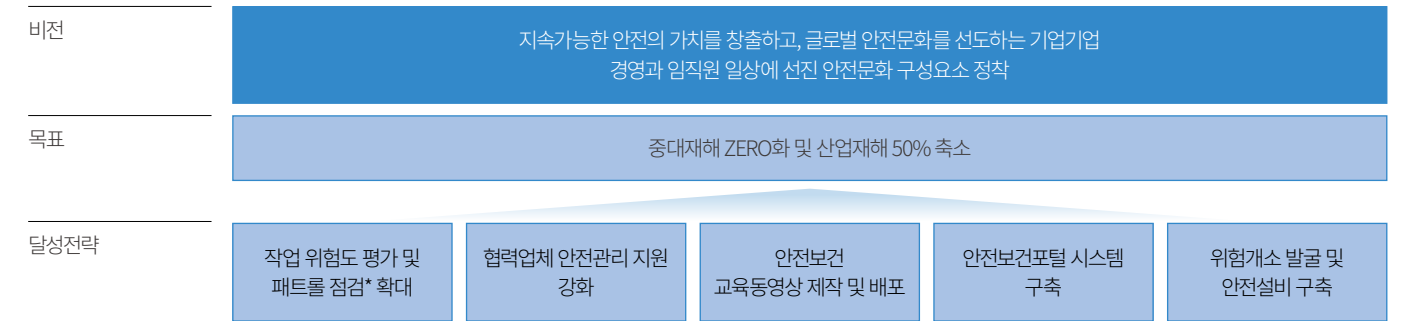 비전
지속가능한 안전의 가치를 창출하고, 글로벌 안전문화를 선도하는 기업기업
경영과 임직원 일상에 선진 안전문화 구성요소 정착
목표
중대재해 ZERO화 및 산업재해 50% 축소
달성전략
작업 위험도 평가 및
패트롤 점검* 확대
협력업체 안전관리 지원
강화
안전보건
교육동영상 제작 및 배포
안전보건포털 시스템
구축
위험개소 발굴 및
안전설비 구축